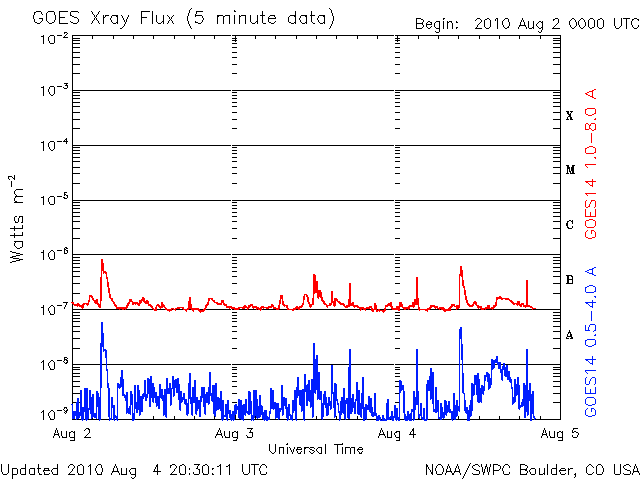 GOES Xray Flux (5 minute data)
Begin: 2010 Aug 2 0000 UTC
10⁻²
10⁻³
10⁻⁴
10⁻⁵
10⁻⁶
10⁻⁷
10⁻⁸
10⁻⁹
Watts m⁻²
X
M
C
B
A
GOES14 1.0–8.0 A
GOES14 0.5–4.0 A
Aug 2
Aug 3
Aug 4
Aug 5
Universal Time
Updated 2010 Aug 4 20:30:11 UTC
NOAA/SWPC Boulder, CO USA